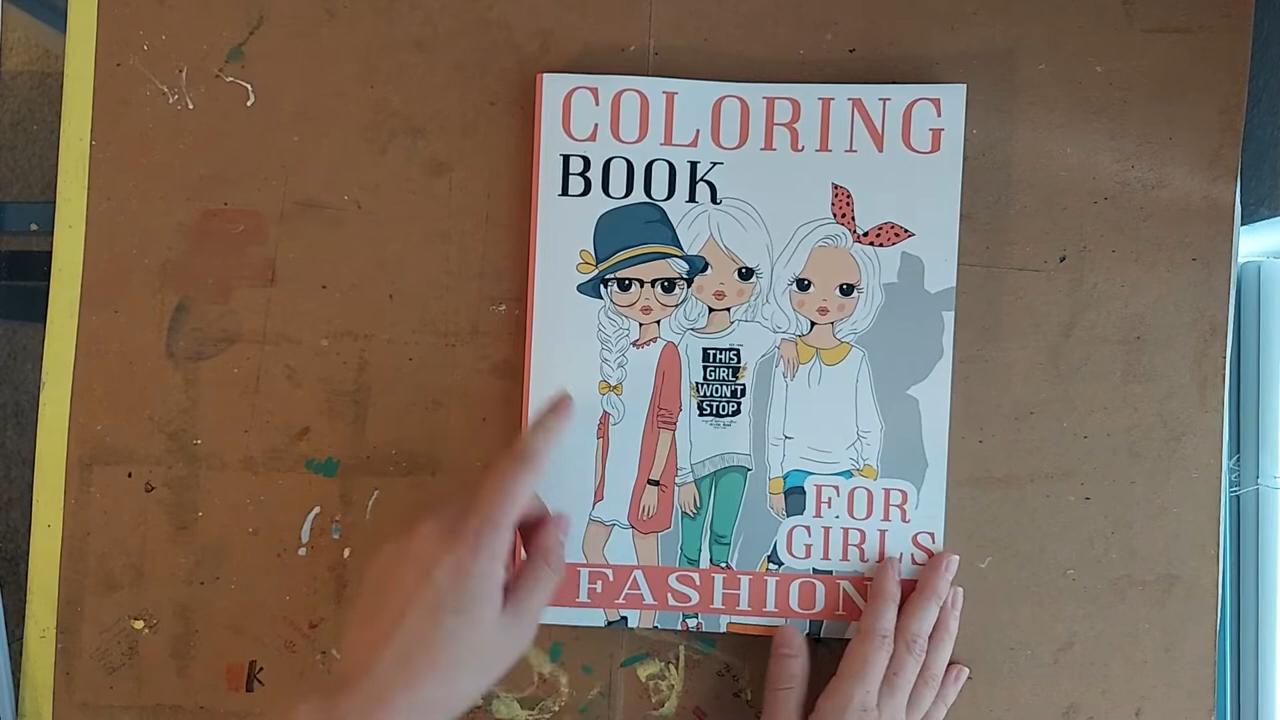 COLORING
BOOK
THIS
GIRL
WON'T
STOP
FOR
GIRLS
FASHION
k